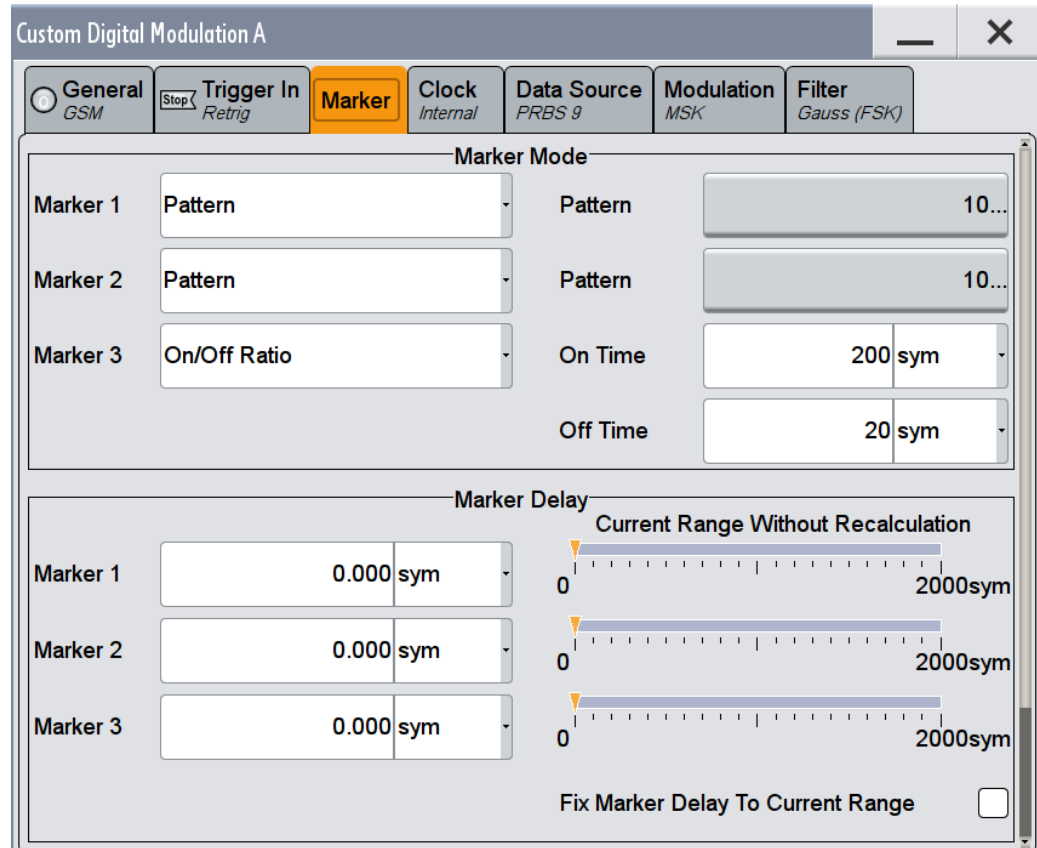 Custom Digital Modulation A
General
GSM
Stop
Trigger In
Retrig
Marker
Clock
Internal
Data Source
PRBS 9
Modulation
MSK
Filter
Gauss (FSK)
Marker Mode
Marker 1 Pattern Pattern 10...
Marker 2 Pattern Pattern 10...
Marker 3 On/Off Ratio On Time 200 sym
Off Time 20 sym
Marker Delay
Current Range Without Recalculation
Marker 1 0.000 sym 0 2000sym
Marker 2 0.000 sym 0 2000sym
Marker 3 0.000 sym 0 2000sym
Fix Marker Delay To Current Range